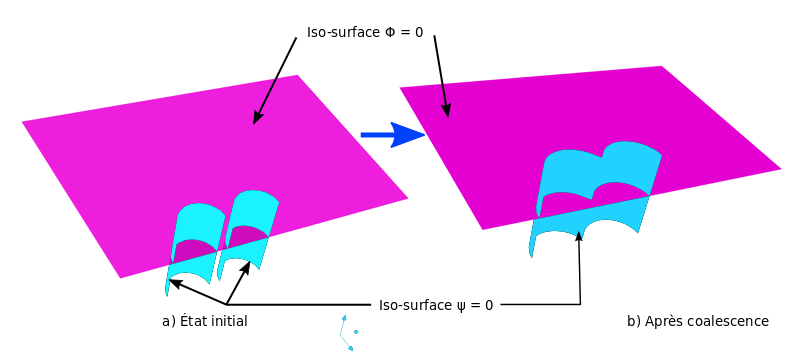 Iso-surface Φ = 0
Iso-surface ψ = 0
a) État initial
b) Après coalescence